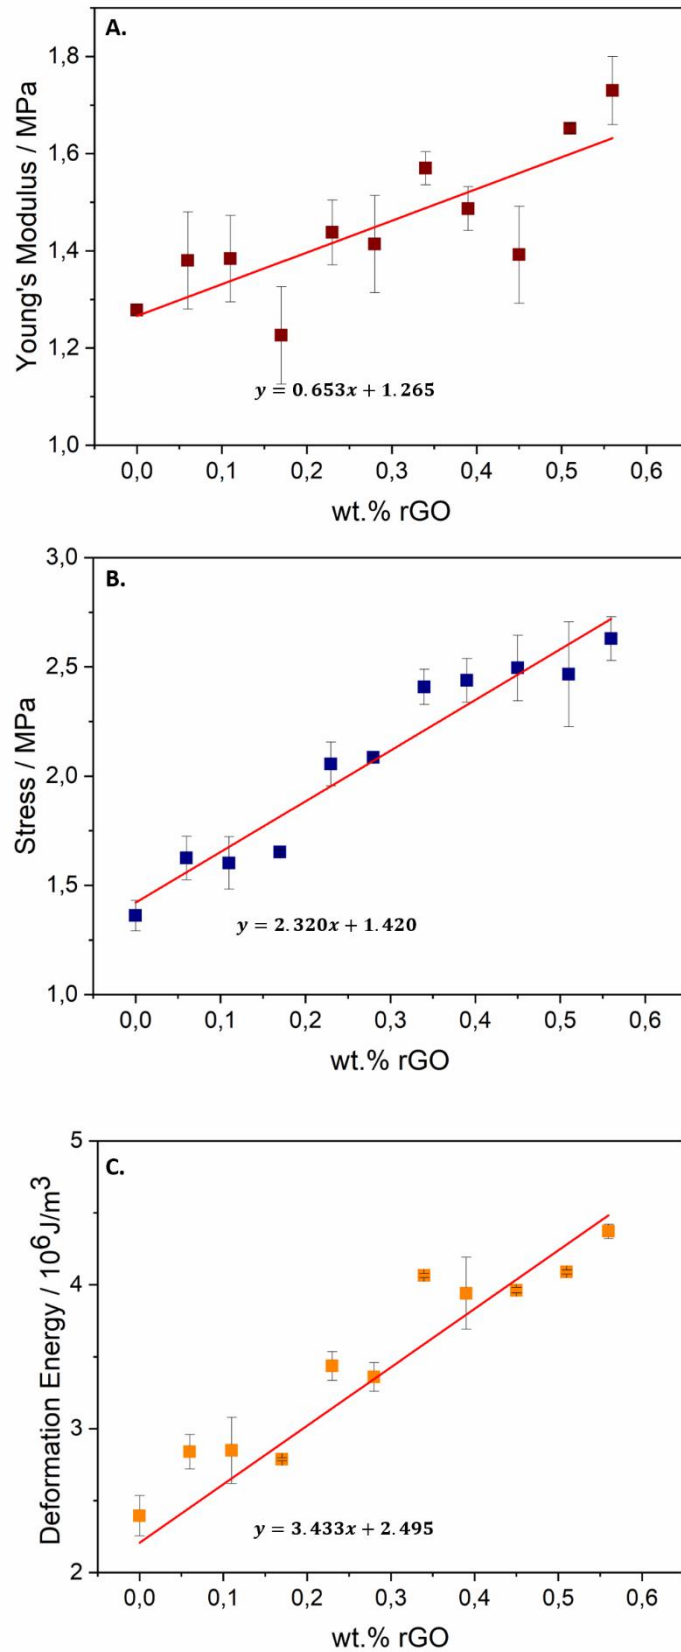 A.
1,8
1,6
1,4
1,2
1,0
Young's Modulus / MPa
y = 0.653x + 1.265
0,0 0,1 0,2 0,3 0,4 0,5 0,6
wt.% rGO
B.
3,0
2,5
2,0
1,5
1,0
Stress / MPa
y = 2.320x + 1.420
0,0 0,1 0,2 0,3 0,4 0,5 0,6
wt.% rGO
C.
5
4
3
2
Deformation Energy / 10⁶J/m³
y = 3.433x + 2.495
0,0 0,1 0,2 0,3 0,4 0,5 0,6
wt.% rGO